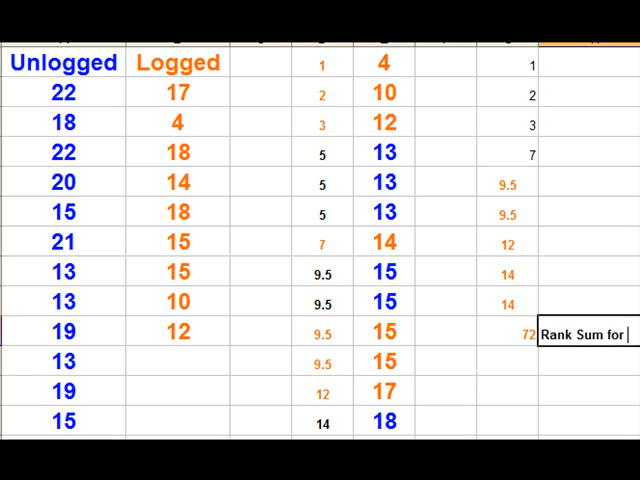 Unlogged Logged 1 4 1
22 17 2 10 2
18 4 3 12 3
22 18 5 13 7
20 14 5 13 9.5
15 18 5 13 9.5
21 15 7 14 12
13 15 9.5 15 14
13 10 9.5 15 14
19 12 9.5 15 72 Rank Sum for
13 9.5 15
19 12 17
15 14 18